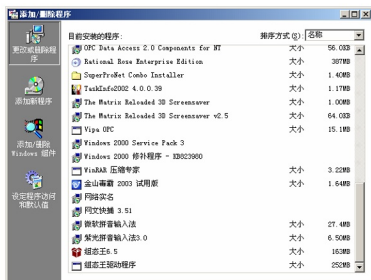 添加/删除程序
目前安装的程序:
排序方式(S): 名称
更改或删除程序
添加新程序
添加/删除 Windows 组件
设定程序访问和默认值
OPC Data Access 2.0 Components for NT 大小 56.0KB
Rational Rose Enterprise Edition 大小 387MB
SuperProNet Combo Installer 大小 1.40MB
TaskInfo2002 4.0.0.39 大小 1.70MB
The Matrix Reloaded 3D Screensaver 大小 1.00MB
The Matrix Reloaded 3D Screensaver v2.5 大小 64.0KB
Vipa OPC 大小 15.1MB
Windows 2000 Service Pack 3
Windows 2000 修补程序 - KB823980
WinRAR 压缩专家 大小 3.22MB
金山毒霸 2003 试用版 大小 1.64MB
网络实名
网文快捕 3.51
微软拼音输入法 大小 27.4MB
紫光拼音输入法3.0 大小 6.50MB
组态王6.5 大小 163MB
组态王驱动程序 大小 252MB